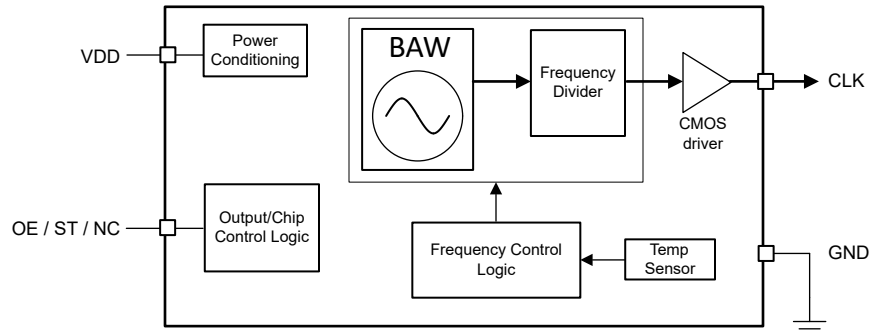 VDD
Power
Conditioning
BAW
Frequency
Divider
CMOS
driver
CLK
OE / ST / NC
Output/Chip
Control Logic
Frequency Control
Logic
Temp
Sensor
GND